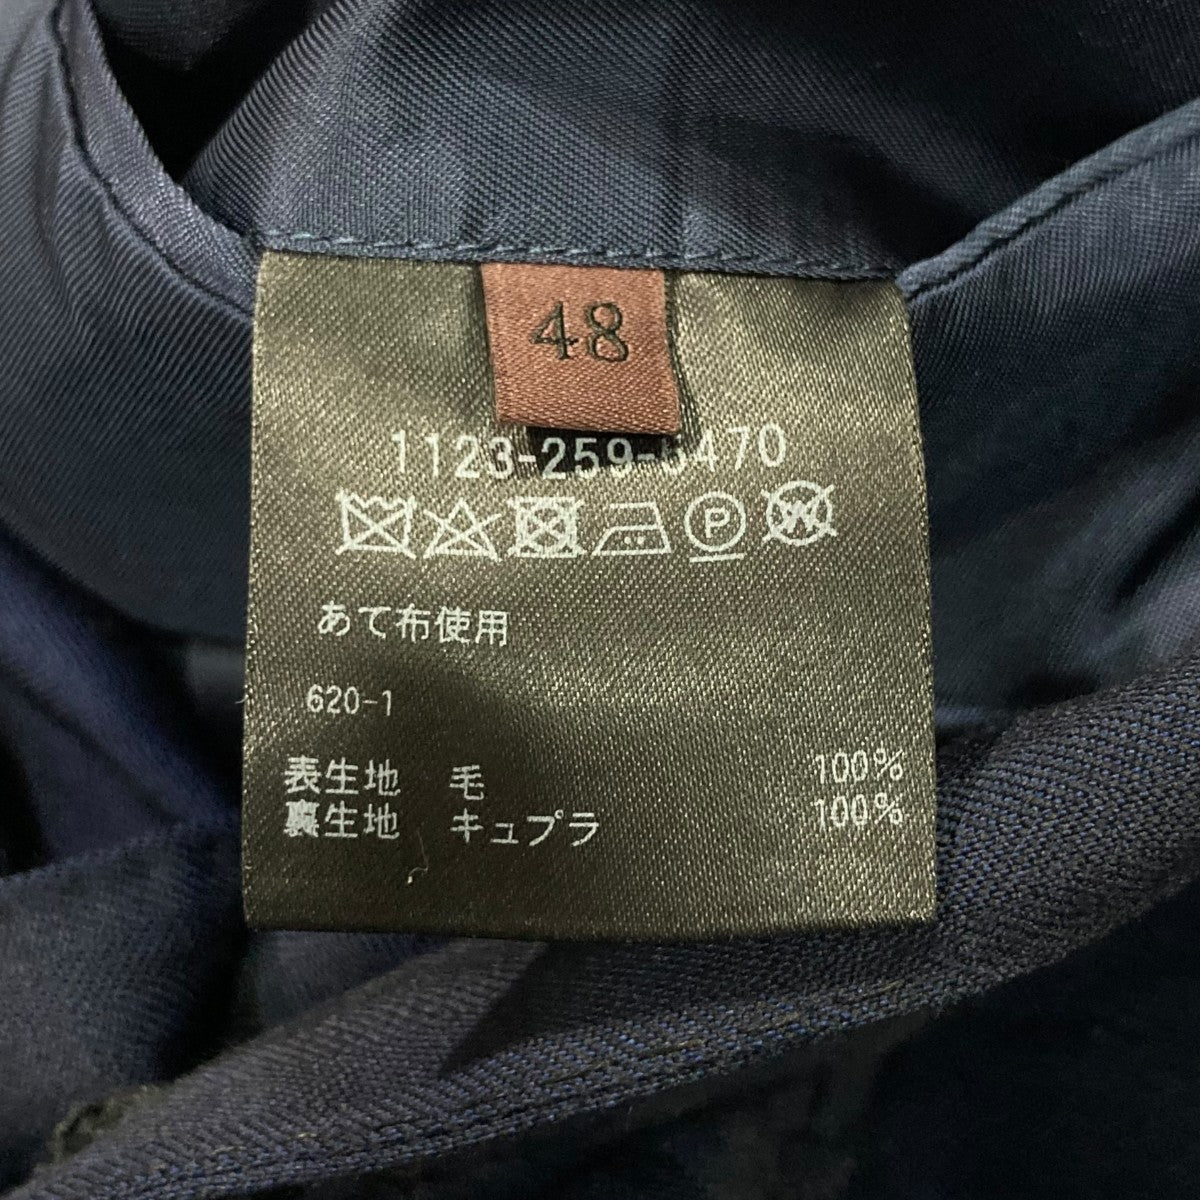 48
1123-259-5470
P W
あて布使用
620-1
表生地 毛 100%
裏生地 キュプラ 100%